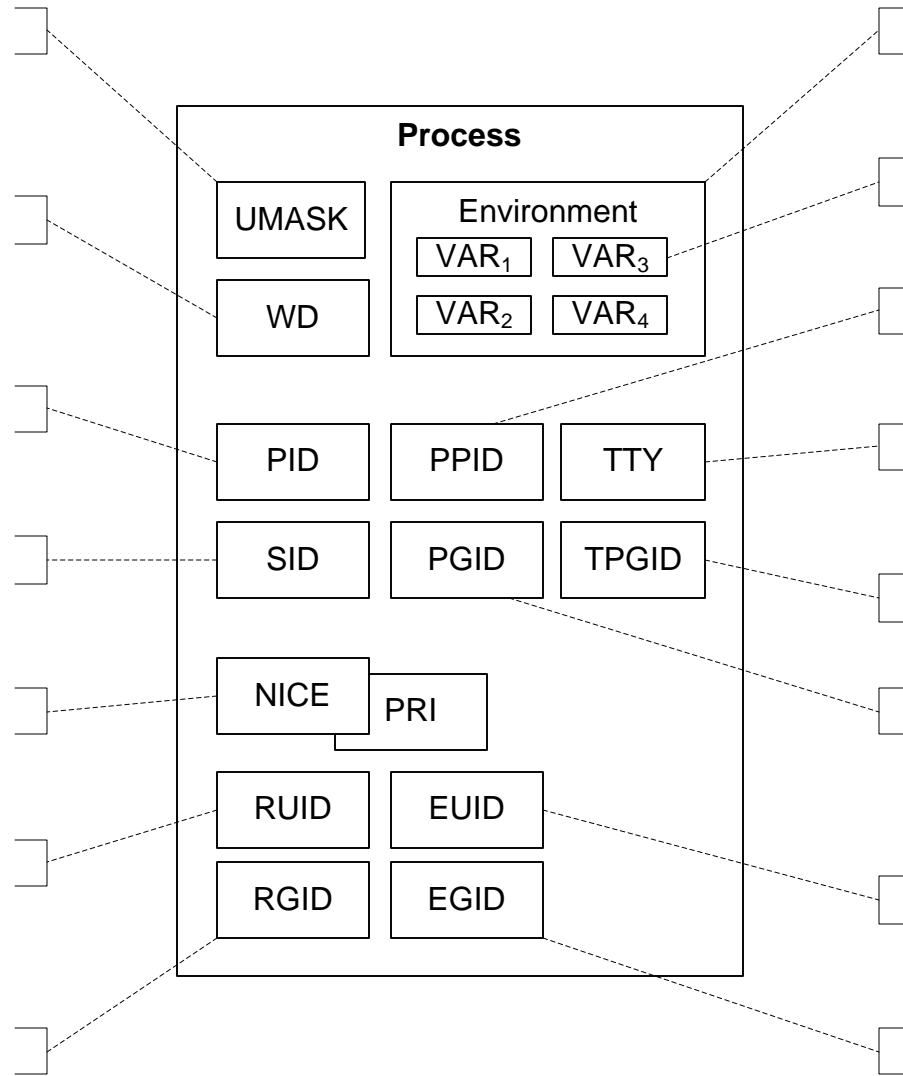 Process
UMASK
Environment
VAR₁ VAR₃
WD
VAR₂ VAR₄
PID PPID TTY
SID PGID TPGID
NICE
PRI
RUID EUID
RGID EGID